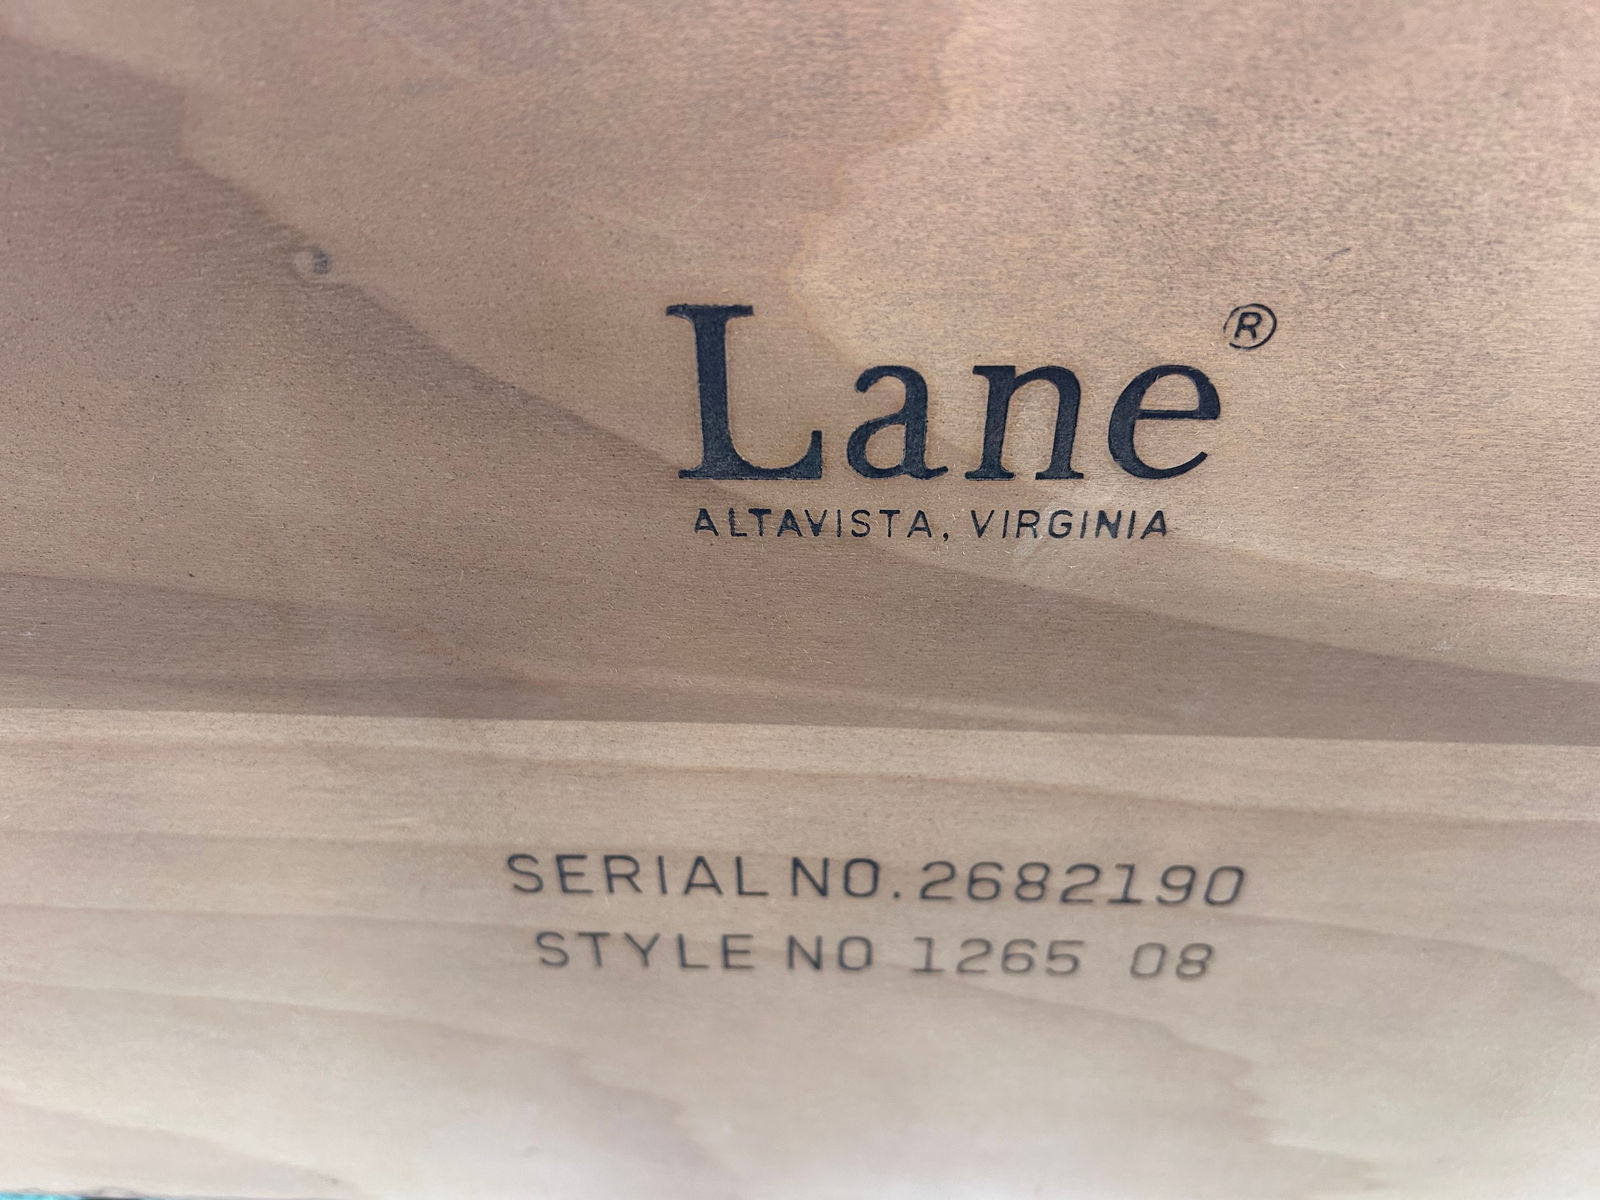 Lane®
ALTAVISTA, VIRGINIA
SERIAL NO. 2682190
STYLE NO 1265 08